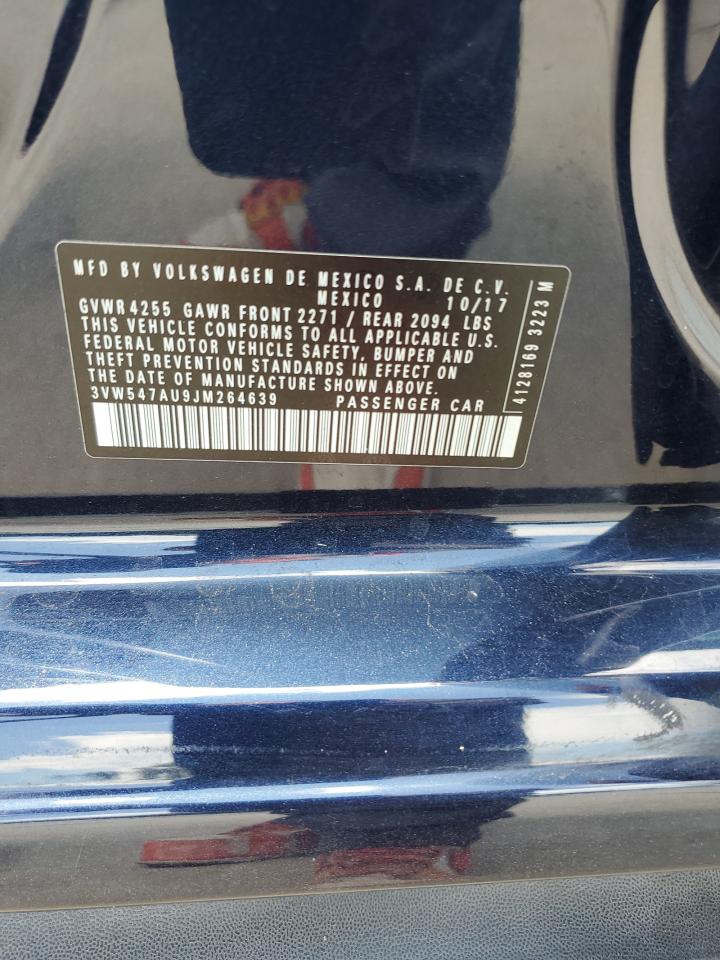 MFD BY VOLKSWAGEN DE MEXICO S.A. DE C.V.
MEXICO 10/17
GVWR 4255 GAWR FRONT 2271 / REAR 2094 LBS
THIS VEHICLE CONFORMS TO ALL APPLICABLE U.S.
FEDERAL MOTOR VEHICLE SAFETY, BUMPER AND
THEFT PREVENTION STANDARDS IN EFFECT ON
THE DATE OF MANUFACTURE SHOWN ABOVE.
3VW547AU9JM264639 PASSENGER CAR
4128169 3223 M